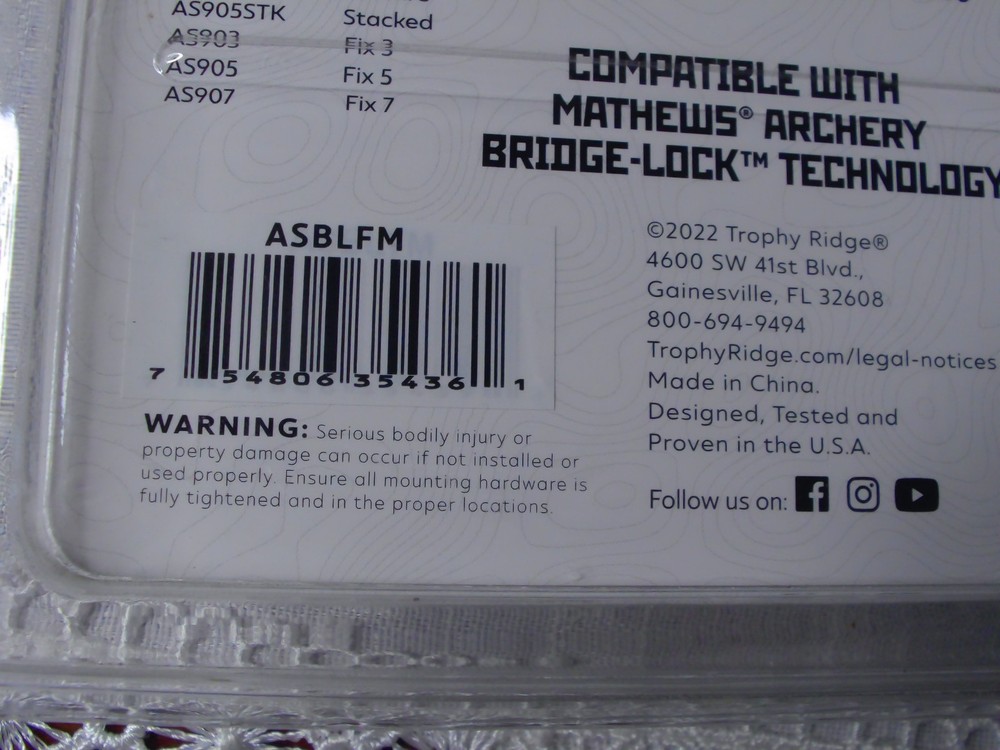 AS905STK Stacked
AS903 Fix 3
AS905 Fix 5
AS907 Fix 7
COMPATIBLE WITH
MATHEWS® ARCHERY
BRIDGE-LOCK™ TECHNOLOGY
ASBLFM
7 54806 35436 1
WARNING: Serious bodily injury or
property damage can occur if not installed or
used properly. Ensure all mounting hardware is
fully tightened and in the proper locations.
©2022 Trophy Ridge®
4600 SW 41st Blvd.,
Gainesville, FL 32608
800-694-9494
TrophyRidge.com/legal-notices
Made in China.
Designed, Tested and
Proven in the U.S.A.
Follow us on: